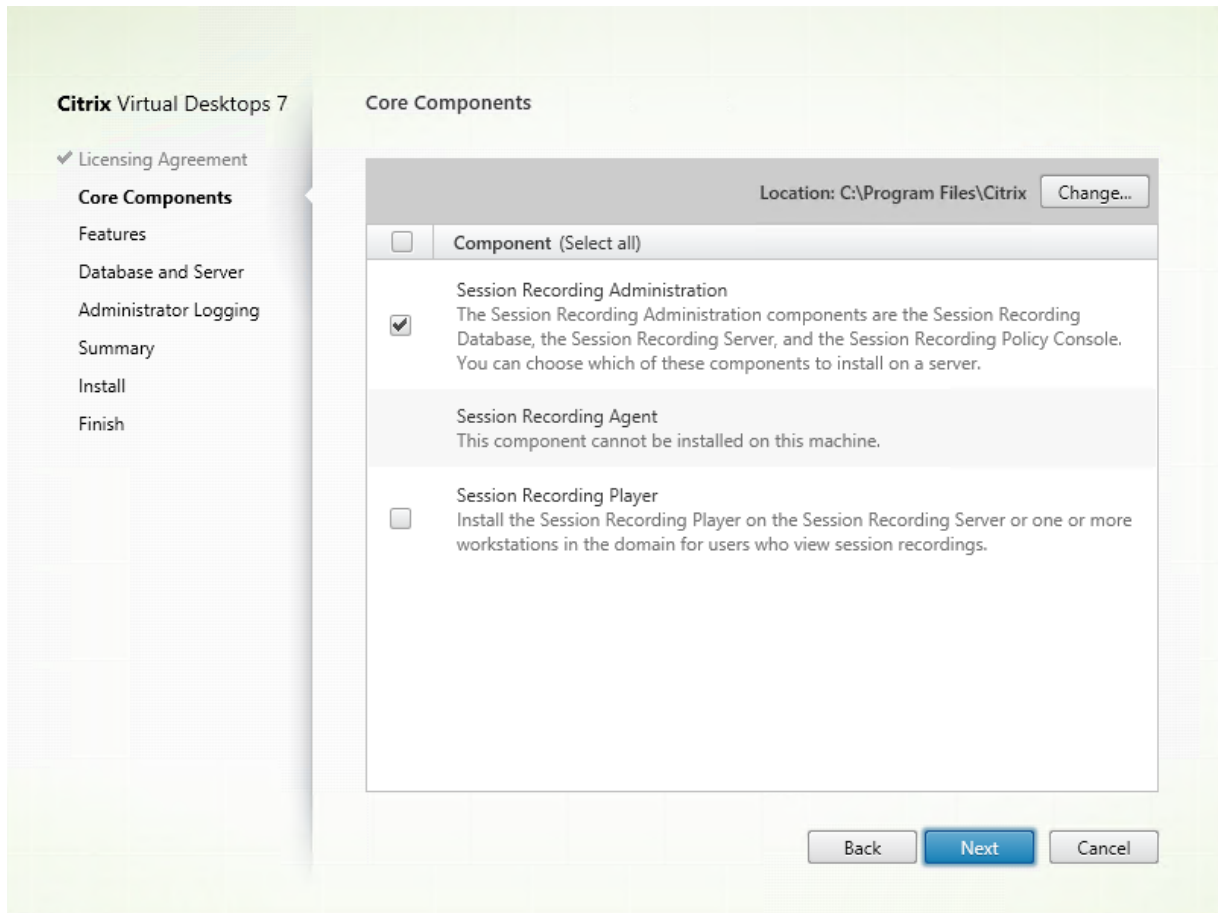 Citrix Virtual Desktops 7
Licensing Agreement
Core Components
Features
Database and Server
Administrator Logging
Summary
Install
Finish
Core Components
Location: C:\Program Files\Citrix
Change...
Component (Select all)
Session Recording Administration
The Session Recording Administration components are the Session Recording
Database, the Session Recording Server, and the Session Recording Policy Console.
You can choose which of these components to install on a server.
Session Recording Agent
This component cannot be installed on this machine.
Session Recording Player
Install the Session Recording Player on the Session Recording Server or one or more
workstations in the domain for users who view session recordings.
Back
Next
Cancel